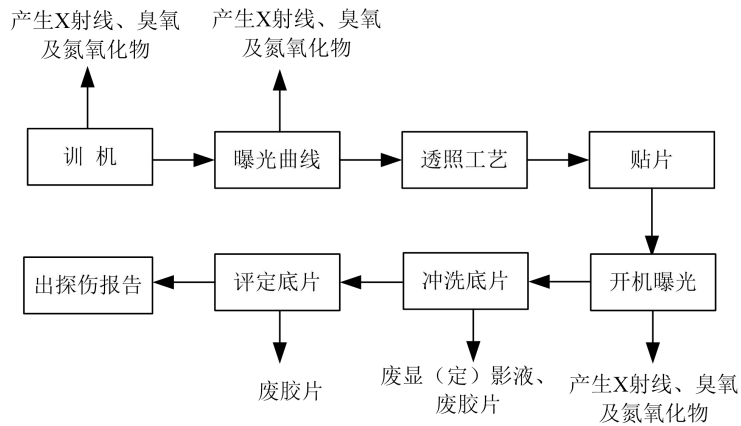 产生X射线、臭氧
及氮氧化物
产生X射线、臭氧
及氮氧化物
训 机
曝光曲线
透照工艺
贴片
出探伤报告
评定底片
冲洗底片
开机曝光
废胶片
废显（定）影液、
废胶片
产生X射线、臭氧
及氮氧化物